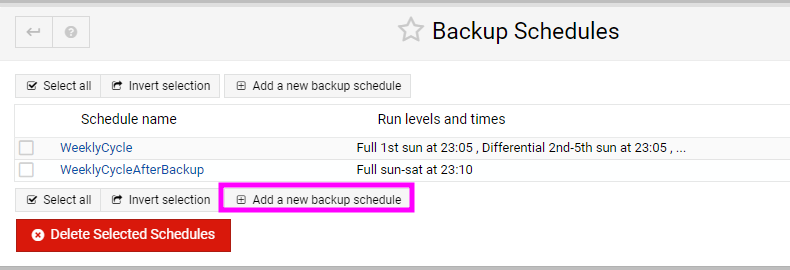 Backup Schedules
Select all Invert selection Add a new backup schedule
Schedule name Run levels and times
WeeklyCycle Full 1st sun at 23:05 , Differential 2nd-5th sun at 23:05 , ...
WeeklyCycleAfterBackup Full sun-sat at 23:10
Select all Invert selection Add a new backup schedule
Delete Selected Schedules